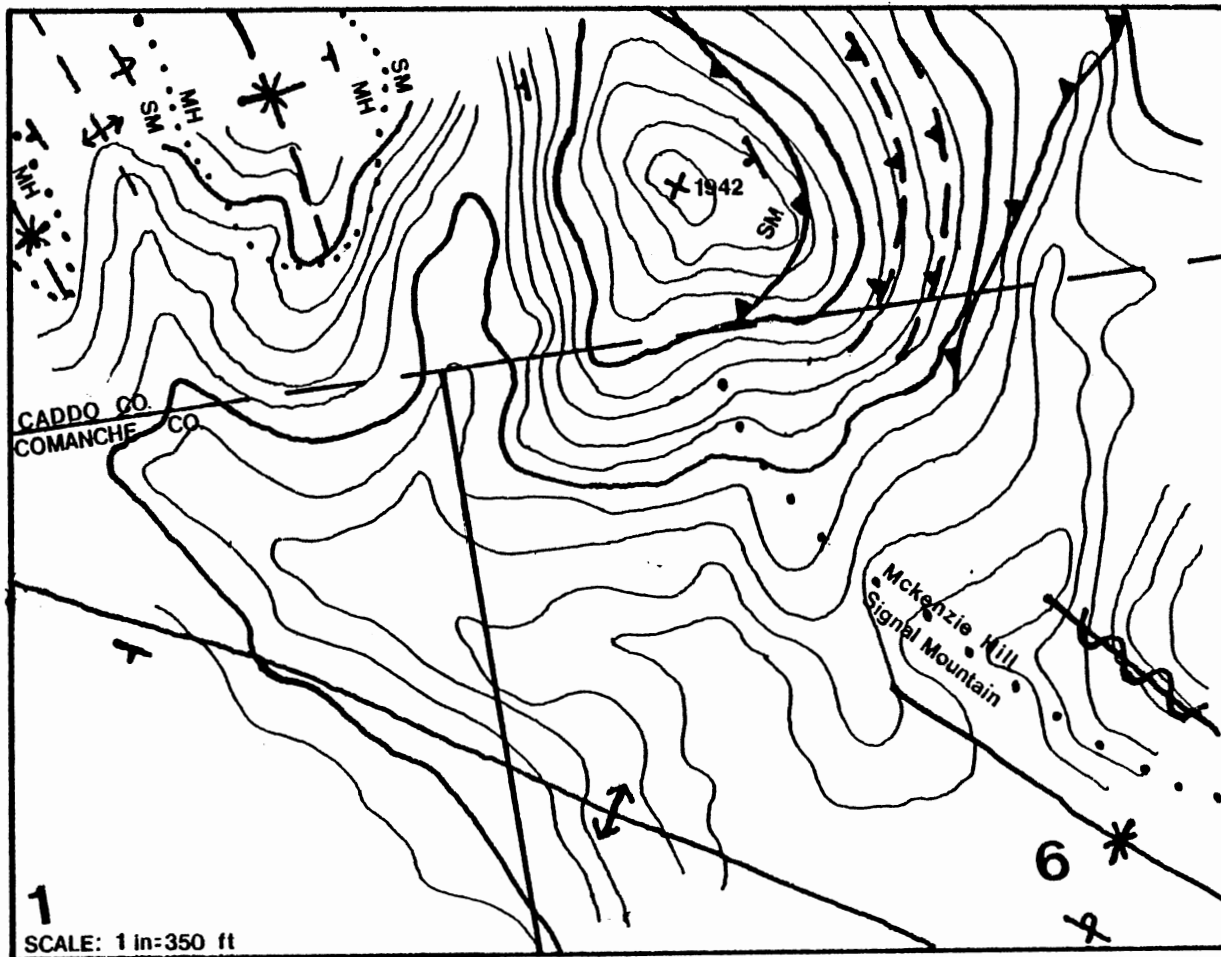 SM
MH
MH
SM
MH
1942
SM
CADDO CO.
COMANCHE CO.
Mckenzie Hill
Signal Mountain
6
1
SCALE: 1 in=350 ft